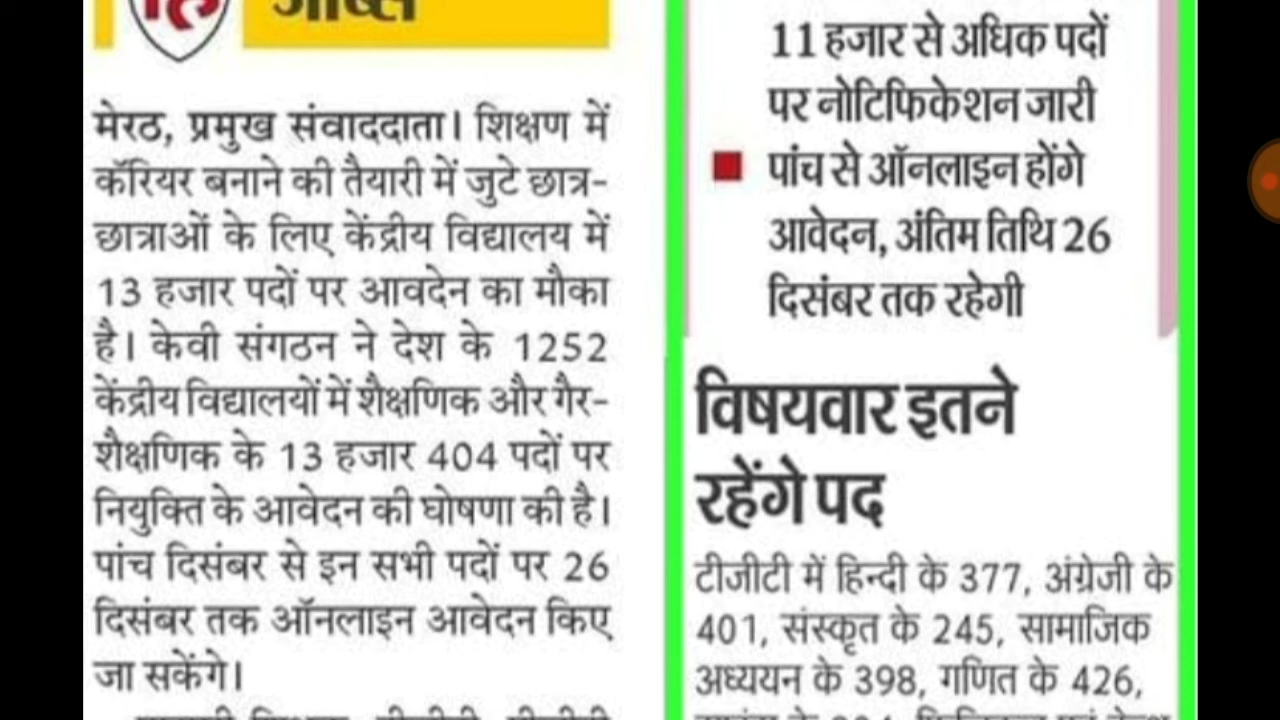 जॉब्स
मेरठ, प्रमुख संवाददाता। शिक्षण में
कॅरियर बनाने की तैयारी में जुटे छात्र-
छात्राओं के लिए केंद्रीय विद्यालय में
13 हजार पदों पर आवदेन का मौका
है। केवी संगठन ने देश के 1252
केंद्रीय विद्यालयों में शैक्षणिक और गैर-
शैक्षणिक के 13 हजार 404 पदों पर
नियुक्ति के आवेदन की घोषणा की है।
पांच दिसंबर से इन सभी पदों पर 26
दिसंबर तक ऑनलाइन आवेदन किए
जा सकेंगे।
11 हजार से अधिक पदों
पर नोटिफिकेशन जारी
पांच से ऑनलाइन होंगे
आवेदन, अंतिम तिथि 26
दिसंबर तक रहेगी
विषयवार इतने
रहेंगे पद
टीजीटी में हिन्दी के 377, अंग्रेजी के
401, संस्कृत के 245, सामाजिक
अध्ययन के 398, गणित के 426,